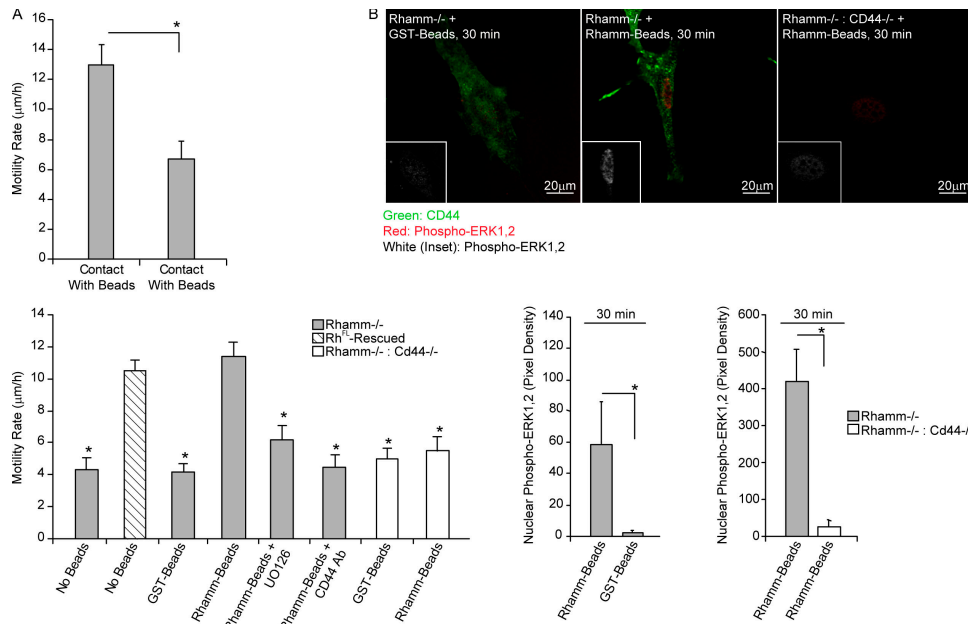 A
Motility Rate (μm/h)
16
14
12
10
8
6
4
2
0
*
Contact With Beads
Contact With Beads
B
Rhamm-/- +
GST-Beads, 30 min
20μm
Rhamm-/- +
Rhamm-Beads, 30 min
20μm
Rhamm-/- : CD44-/- +
Rhamm-Beads, 30 min
20μm
Green: CD44
Red: Phospho-ERK1,2
White (Inset): Phospho-ERK1,2
Motility Rate (μm/h)
14
12
10
8
6
4
2
0
Rhamm-/-
Rh^FL-Rescued
Rhamm-/- : Cd44-/-
*
*
*
*
*
*
No Beads
No Beads
GST-Beads
Rhamm-Beads
Rhamm-Beads +
UO126
Rhamm-Beads +
CD44 Ab
GST-Beads
Rhamm-Beads
Nuclear Phospho-ERK1,2 (Pixel Density)
30 min
100
80
60
40
20
0
*
Rhamm-Beads
GST-Beads
Nuclear Phospho-ERK1,2 (Pixel Density)
30 min
600
500
400
300
200
100
0
*
Rhamm-/-
Rhamm-/- : Cd44-/
Rhamm-Beads
Rhamm-Beads